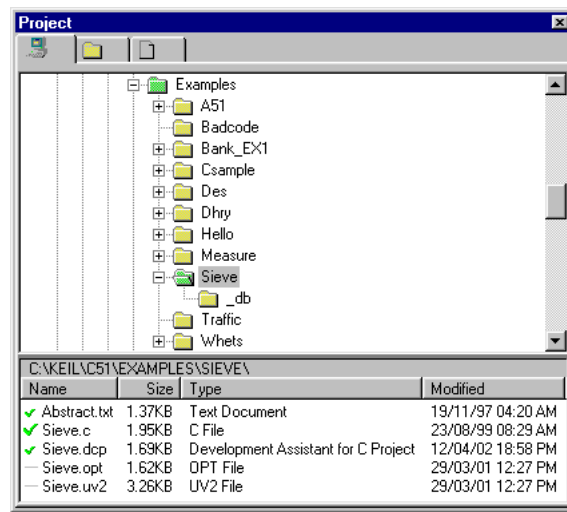 Project
Examples
A51
Badcode
Bank_EX1
Csample
Des
Dhry
Hello
Measure
Sieve
_db
Traffic
Whets
C:\KEIL\C51\EXAMPLES\SIEVE\
Name Size Type Modified
Abstract.txt 1.37KB Text Document 19/11/97 04:20 AM
Sieve.c 1.95KB C File 23/08/99 08:29 AM
Sieve.dcp 1.69KB Development Assistant for C Project 12/04/02 18:58 PM
Sieve.opt 1.62KB OPT File 29/03/01 12:27 PM
Sieve.uv2 3.26KB UV2 File 29/03/01 12:27 PM